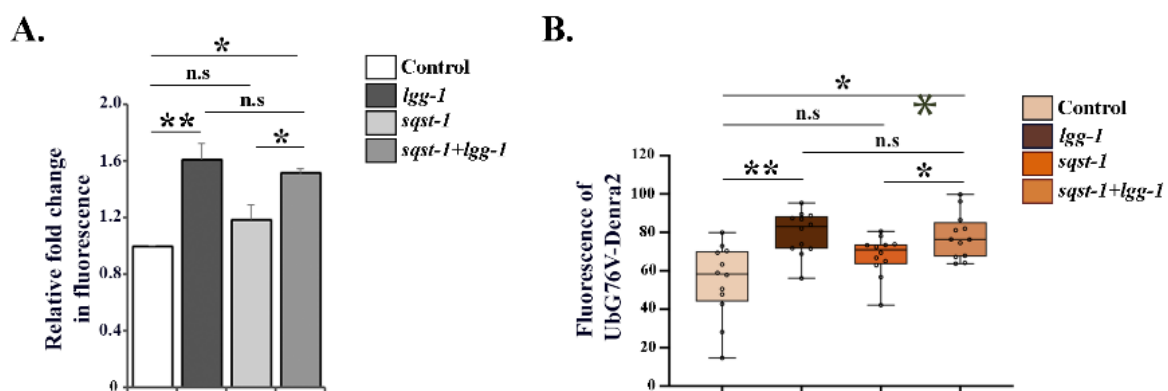 A.
*
n.s
n.s
**
*
Control
lgg-1
sqst-1
sqst-1+lgg-1
Relative fold change
in fluorescence
2.0
1.6
1.2
0.8
0.4
0
B.
*
n.s
*
n.s
**
*
Control
lgg-1
sqst-1
sqst-1+lgg-1
Fluorescence of
UbG76V-Denra2
120
100
80
60
40
20
0